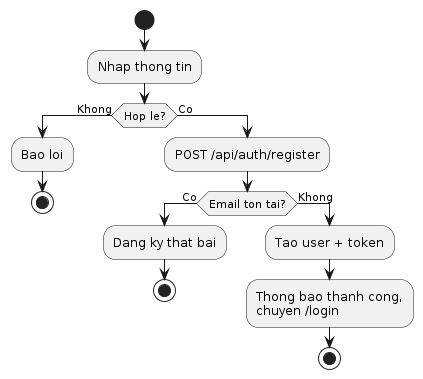 Nhap thong tin
Khong
Hop le?
Co
Bao loi
POST /api/auth/register
Co
Email ton tai?
Khong
Dang ky that bai
Tao user + token
Thong bao thanh cong,
chuyen /login